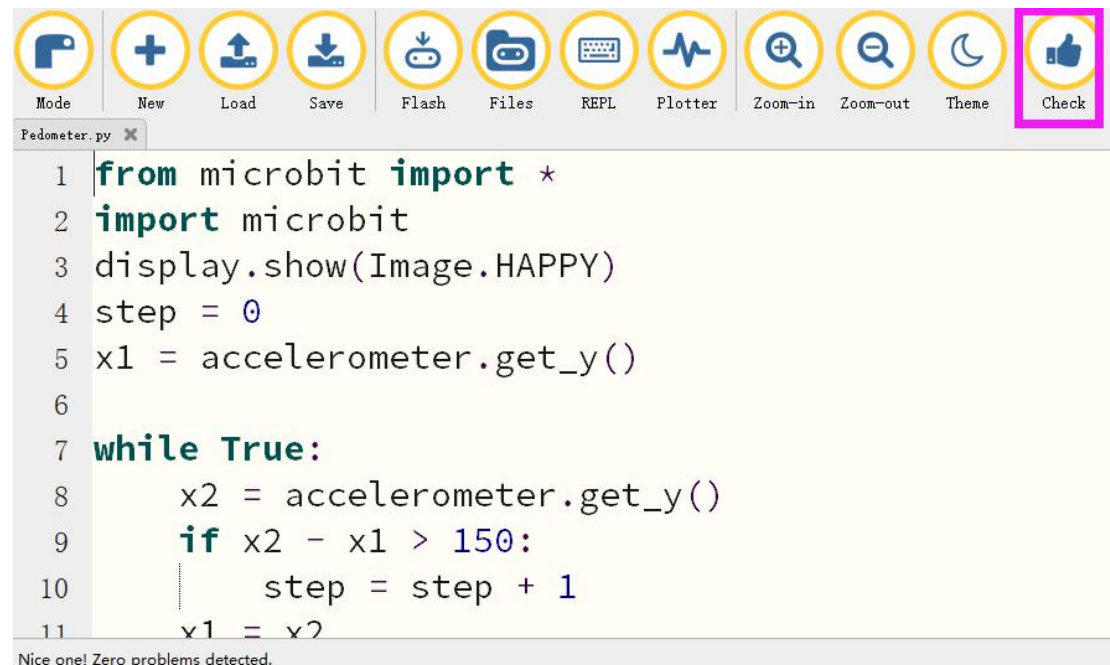 Mode New Load Save Flash Files REPL Plotter Zoom-in Zoom-out Theme Check
Pedometer.py
1 from microbit import *
2 import microbit
3 display.show(Image.HAPPY)
4 step = 0
5 x1 = accelerometer.get_y()
6
7 while True:
8 x2 = accelerometer.get_y()
9 if x2 - x1 > 150:
10 step = step + 1
11 x1 = x2
Nice one! Zero problems detected.